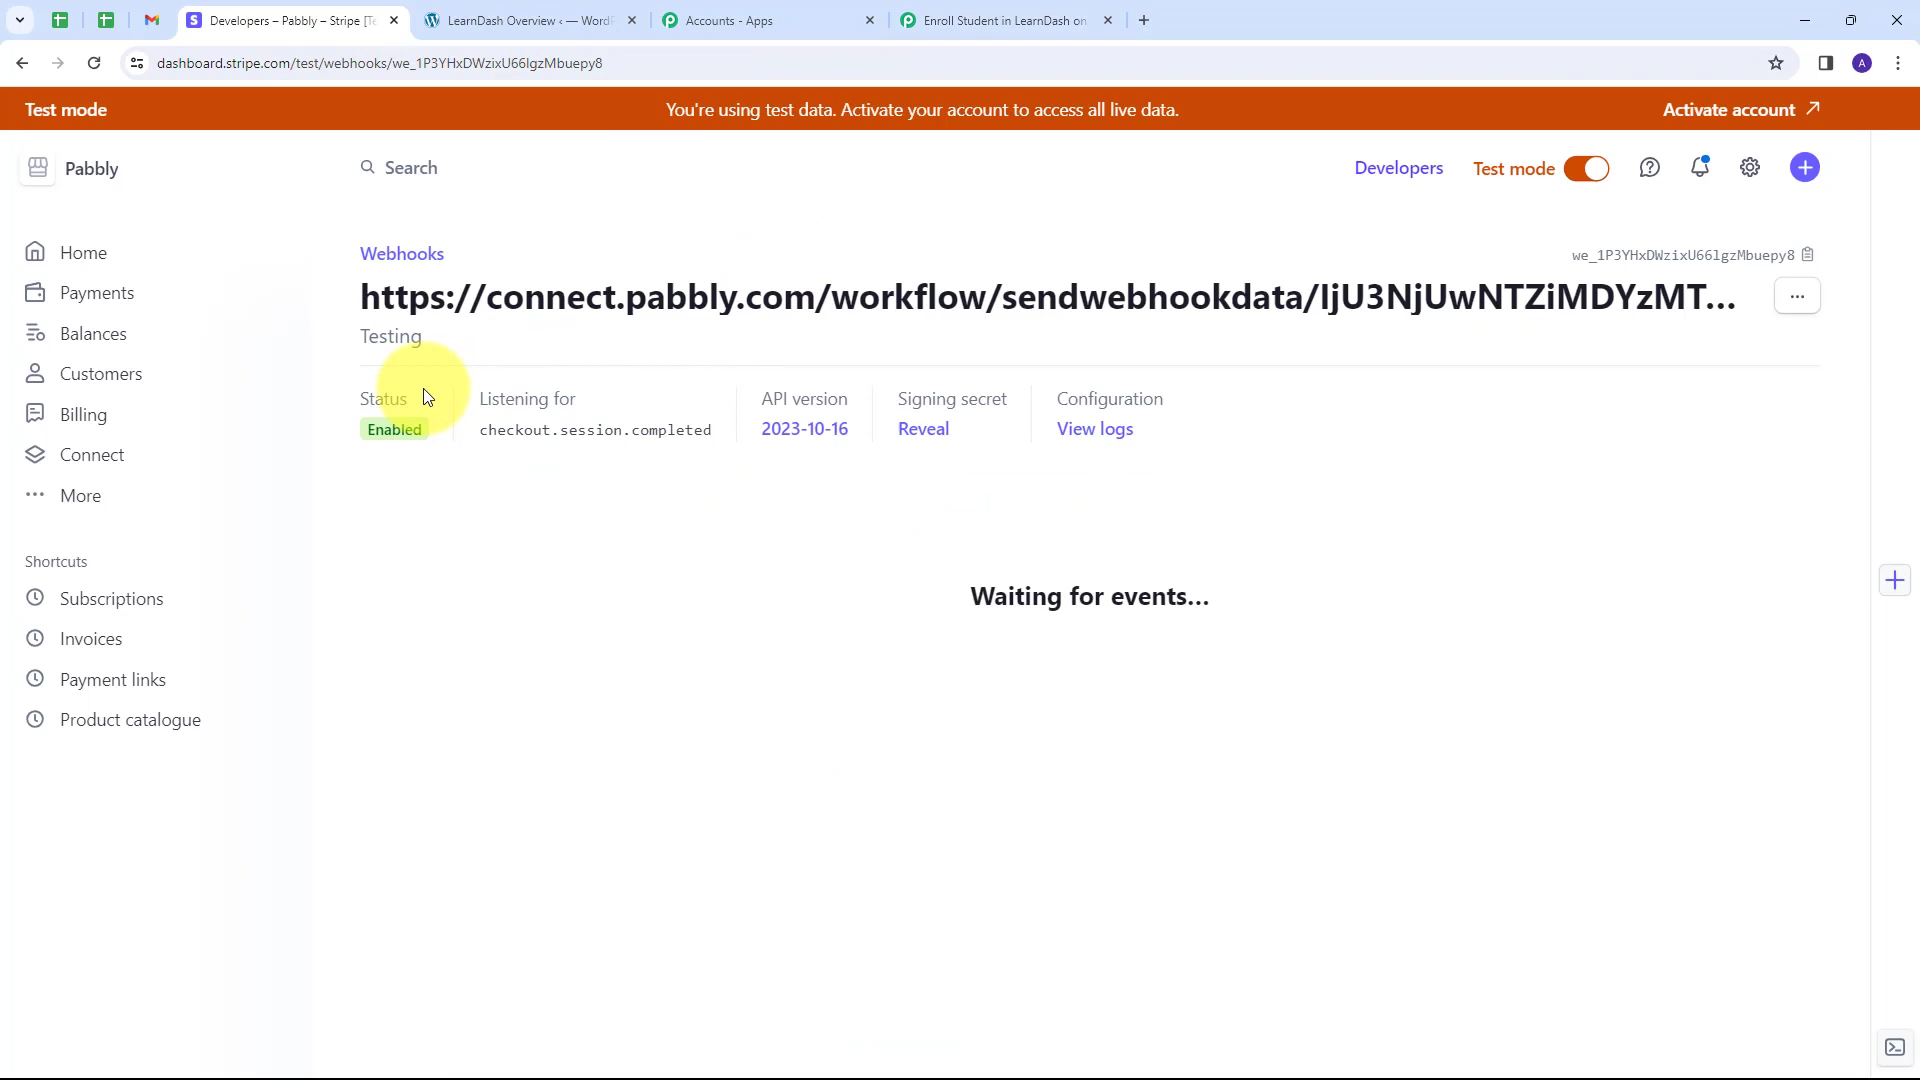 Developers – Pabbly – Stripe [Te
LearnDash Overview ‹ — Word
Accounts - Apps
Enroll Student in LearnDash on
dashboard.stripe.com/test/webhooks/we_1P3YHxDWzixU66lgzMbuepy8
A
Test mode
You're using test data. Activate your account to access all live data.
Activate account
Pabbly
Search
Developers
Test mode
Home
Payments
Balances
Customers
Billing
Connect
More
Shortcuts
Subscriptions
Invoices
Payment links
Product catalogue
Webhooks
we_1P3YHxDWzixU66lgzMbuepy8
https://connect.pabbly.com/workflow/sendwebhookdata/IjU3NjUwNTZiMDYzMT...
Testing
Status
Enabled
Listening for
checkout.session.completed
API version
2023-10-16
Signing secret
Reveal
Configuration
View logs
Waiting for events...